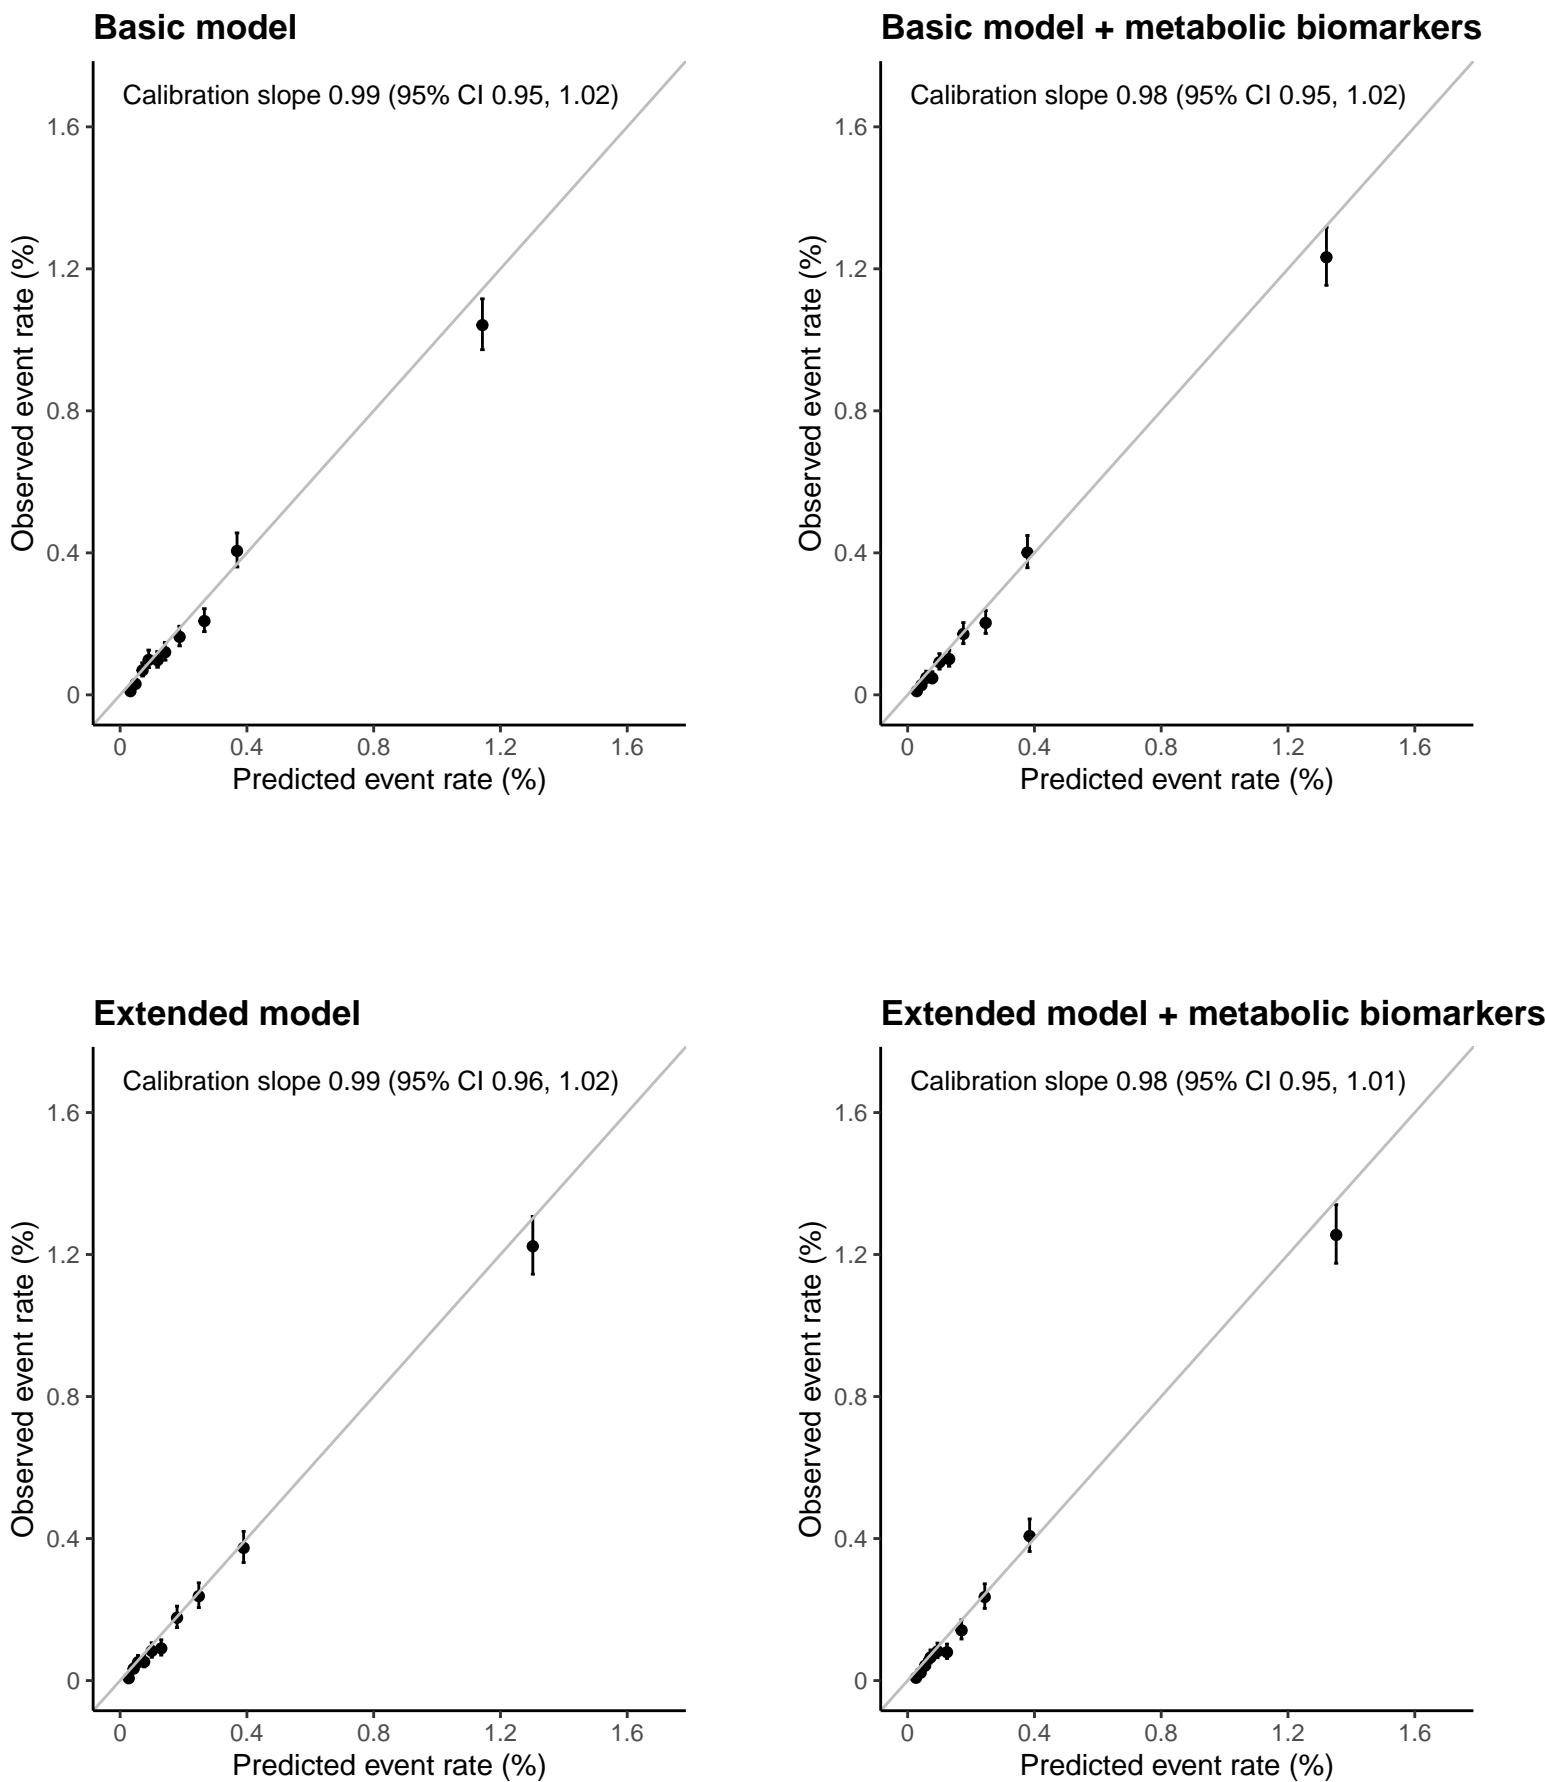 Basic model
Calibration slope 0.99 (95% CI 0.95, 1.02)
Observed event rate (%)
1.6
1.2
0.8
0.4
0
0 0.4 0.8 1.2 1.6
Predicted event rate (%)
Basic model + metabolic biomarkers
Calibration slope 0.98 (95% CI 0.95, 1.02)
Observed event rate (%)
1.6
1.2
0.8
0.4
0
0 0.4 0.8 1.2 1.6
Predicted event rate (%)
Extended model
Calibration slope 0.99 (95% CI 0.96, 1.02)
Observed event rate (%)
1.6
1.2
0.8
0.4
0
0 0.4 0.8 1.2 1.6
Predicted event rate (%)
Extended model + metabolic biomarkers
Calibration slope 0.98 (95% CI 0.95, 1.01)
Observed event rate (%)
1.6
1.2
0.8
0.4
0
0 0.4 0.8 1.2 1.6
Predicted event rate (%)